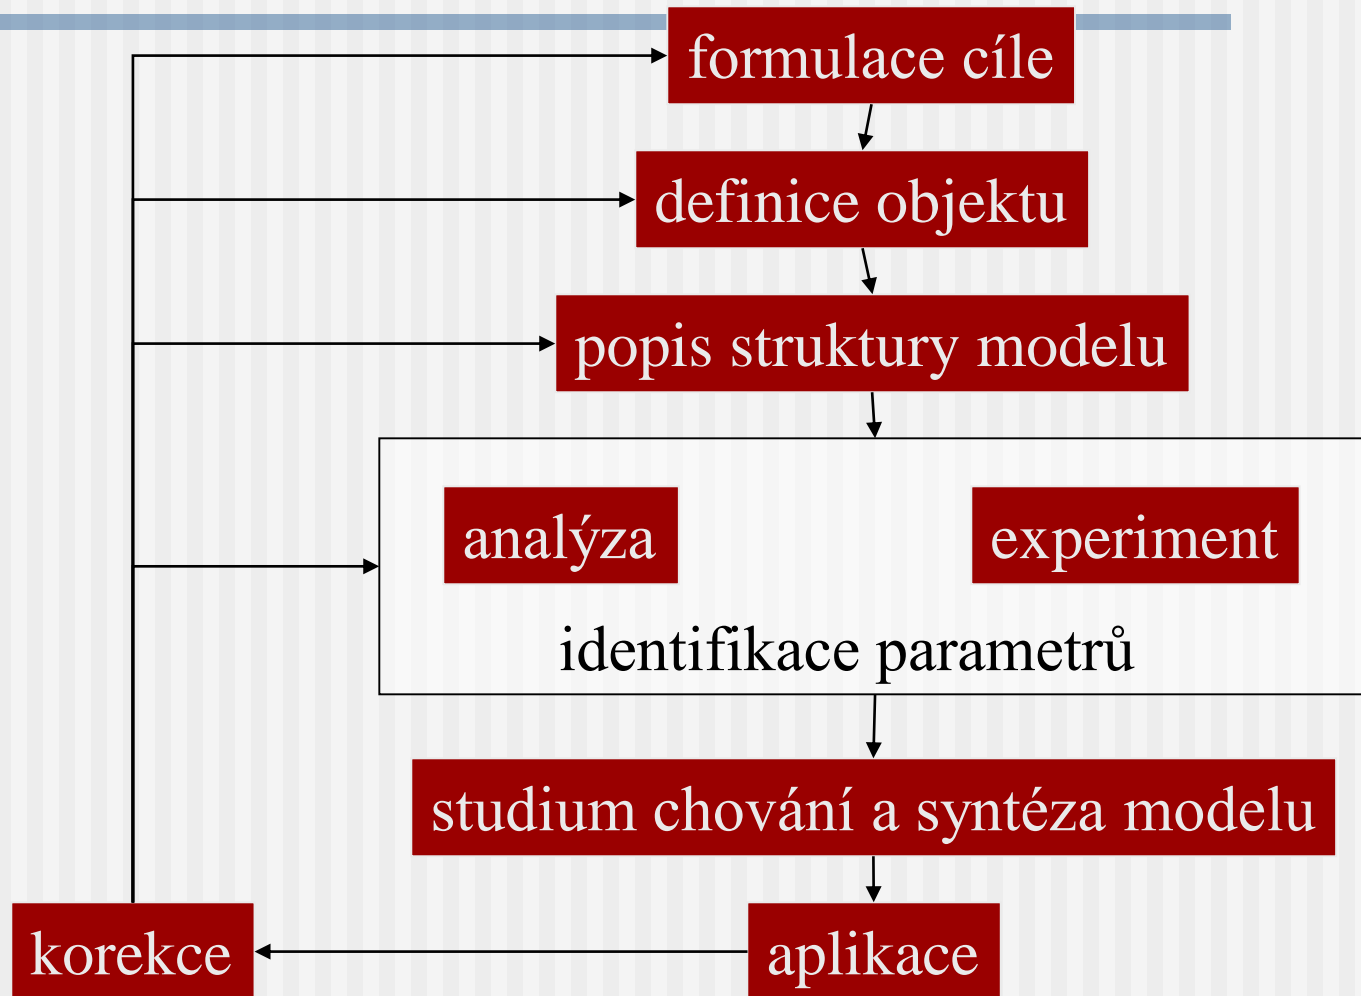 formulace cíle
definice objektu
popis struktury modelu
analýza
experiment
identifikace parametrů
studium chování a syntéza modelu
korekce
aplikace